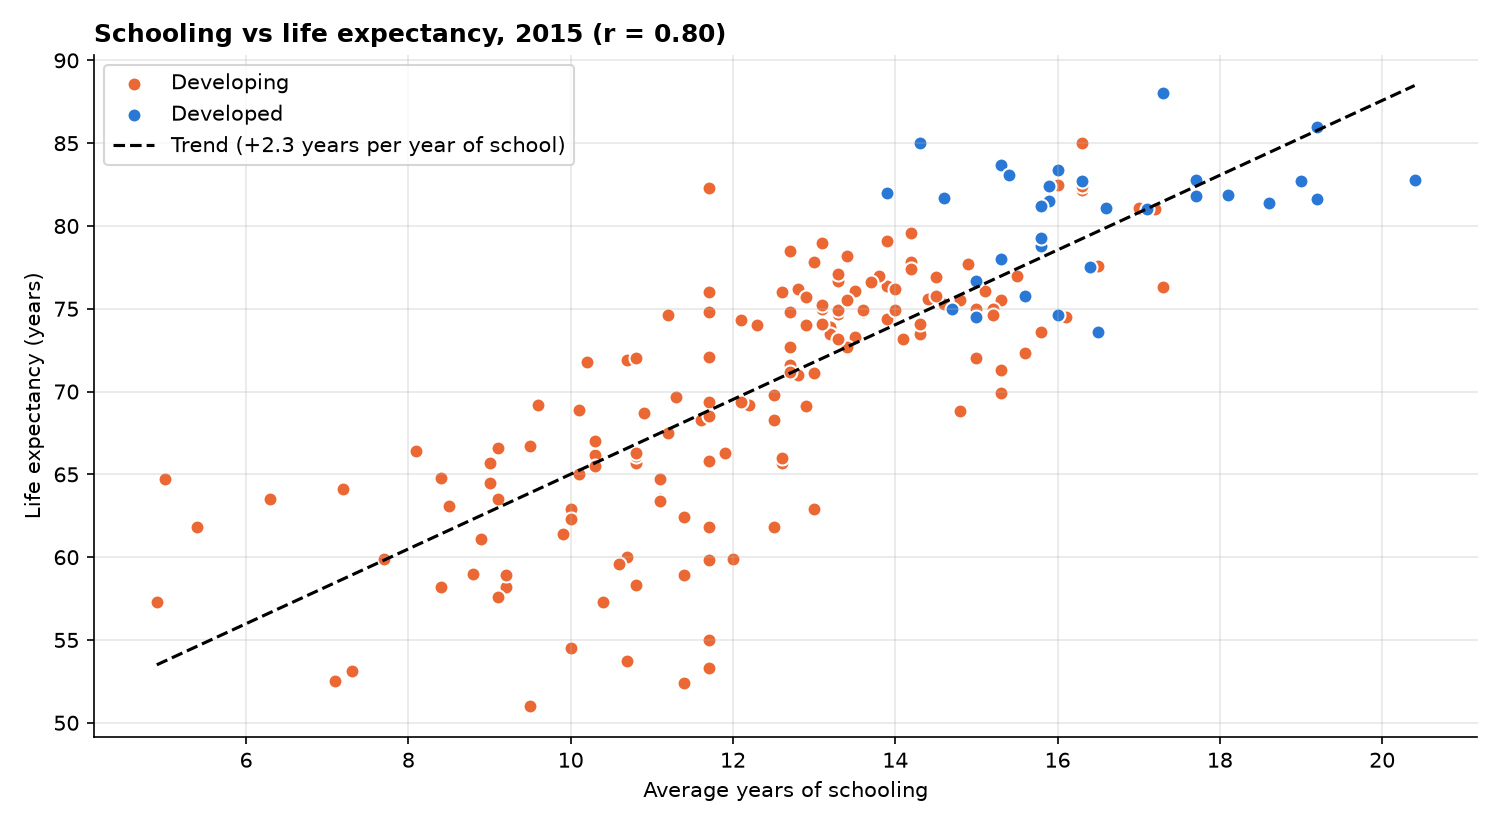 Schooling vs life expectancy, 2015 (r = 0.80)
Developing
Developed
Trend (+2.3 years per year of school)
Life expectancy (years)
90
85
80
75
70
65
60
55
50
6 8 10 12 14 16 18 20
Average years of schooling